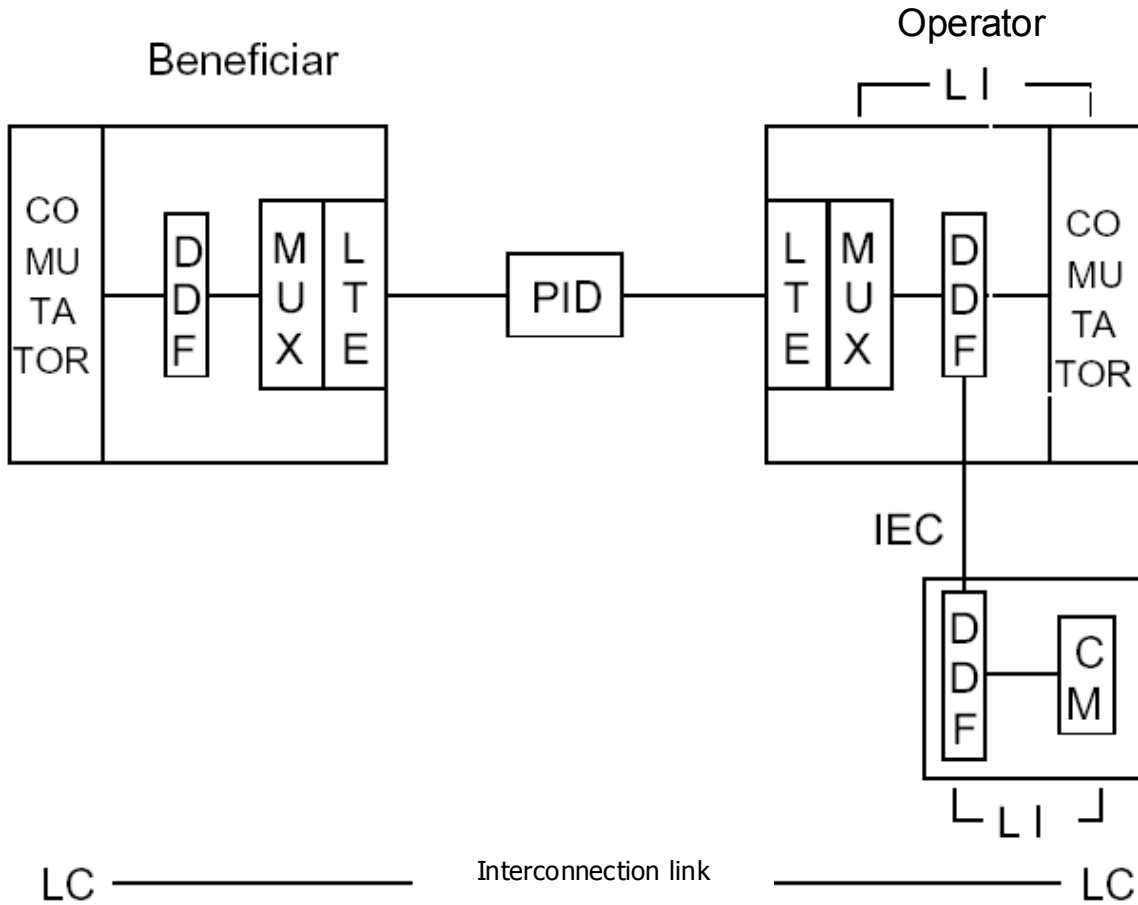 Operator
Beneficiar
L I
CO
MU
TA
TOR
D
D
F
M
U
X
L
T
E
PID
L
T
E
M
U
X
D
D
F
CO
MU
TA
TOR
IEC
D
D
F
C
M
L I
LC Interconnection link LC